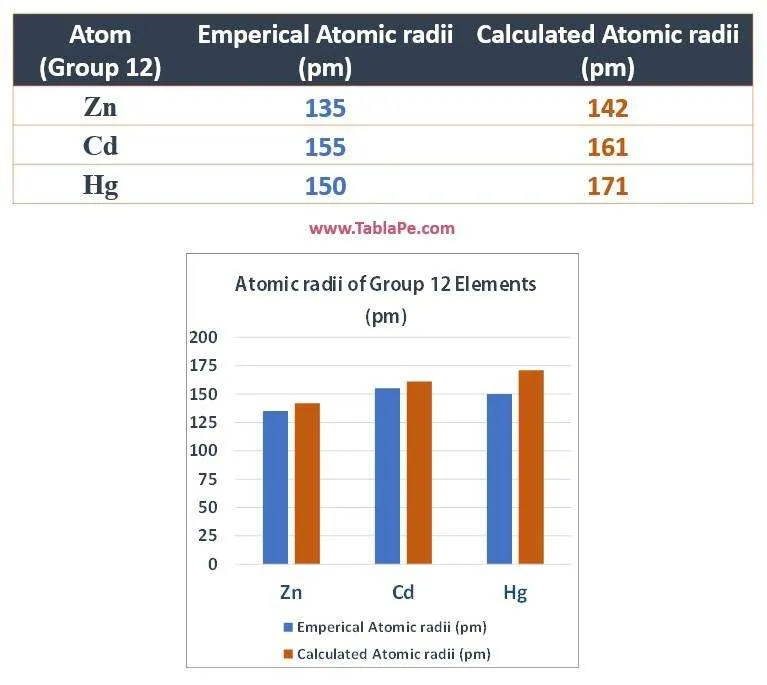 Atom Emperical Atomic radii Calculated Atomic radii
(Group 12) (pm) (pm)
Zn 135 142
Cd 155 161
Hg 150 171
www.TablaPe.com
Atomic radii of Group 12 Elements
(pm)
200
175
150
125
100
75
50
25
0
Zn Cd Hg
Emperical Atomic radii (pm)
Calculated Atomic radii (pm)